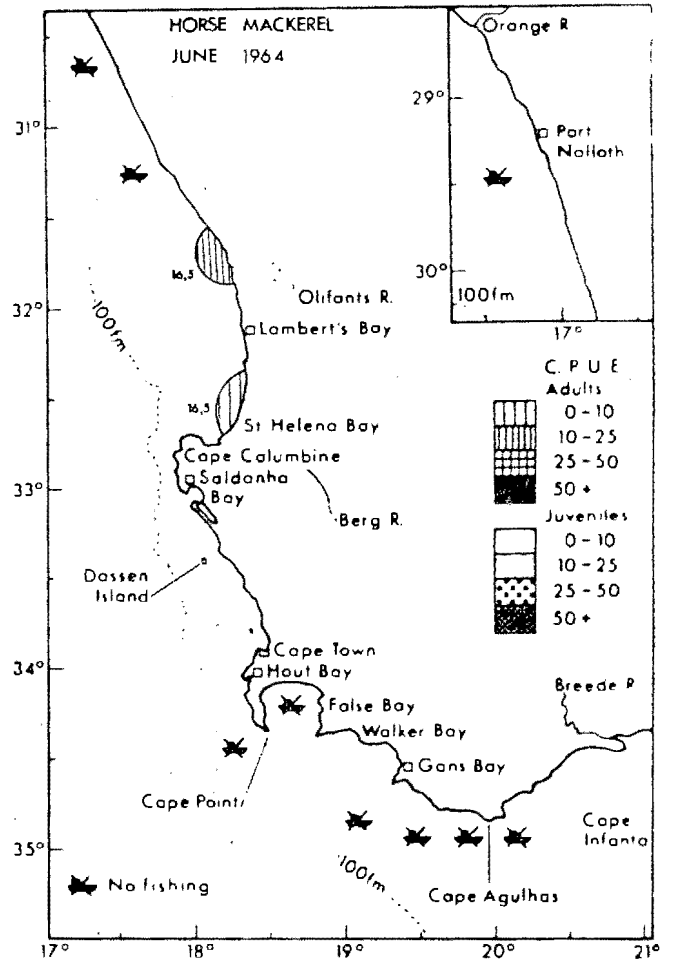 HORSE MACKEREL
JUNE 1964
Orange R
29°
Port
Nolloth
31°
30°
100fm
17°
16,5
Olifants R.
32°
100fm
Lambert's Bay
C. P U E
Adults
0-10
10-25
25-50
50+
16,5
St Helena Bay
Cape Calumbine
Saldanha
Bay
33°
Berg R.
Juveniles
0-10
10-25
25-50
50+
Dassen
Island
Cape Town
34°
Hout Bay
Breede R
False Bay
Walker Bay
Gans Bay
Cape Point
Cape
Infanta
35°
No fishing
100fm
Cape Agulhas
17°
18°
19°
20°
21°